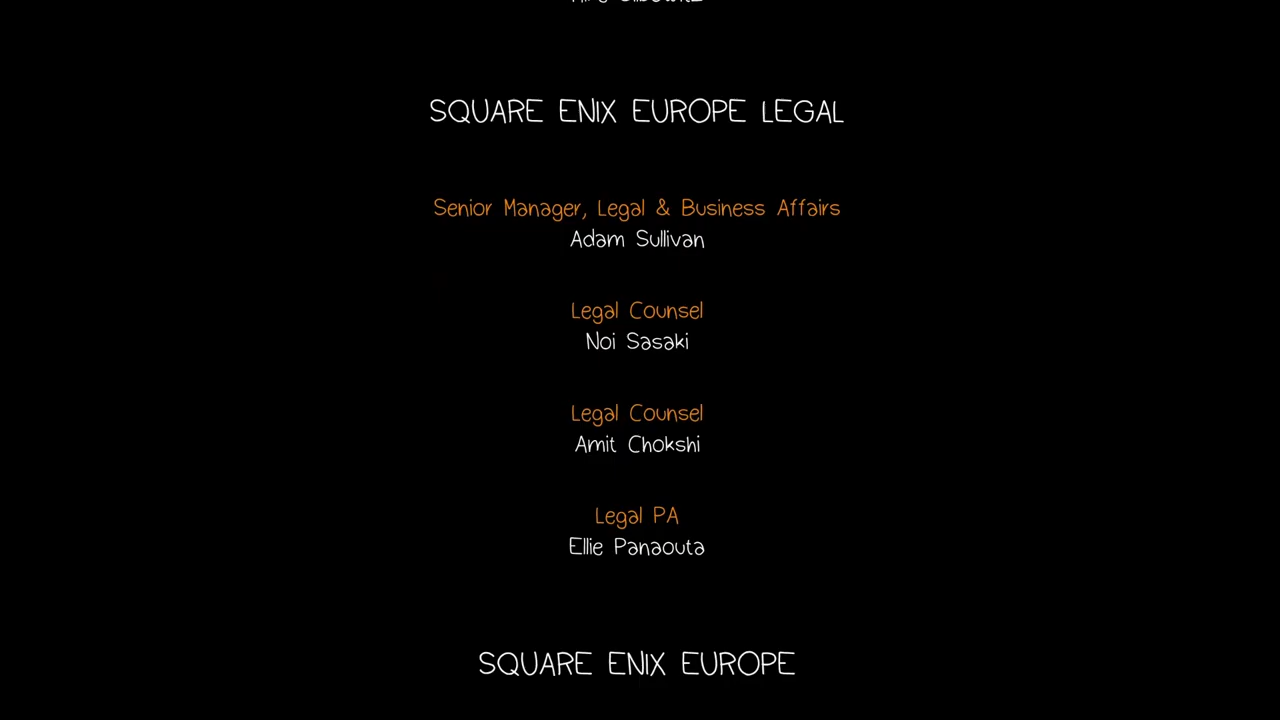 SQUARE ENIX EUROPE LEGAL
Senior Manager, Legal & Business Affairs
Adam Sullivan
Legal Counsel
Noi Sasaki
Legal Counsel
Amit Chokshi
Legal PA
Ellie Panaouta
SQUARE ENIX EUROPE